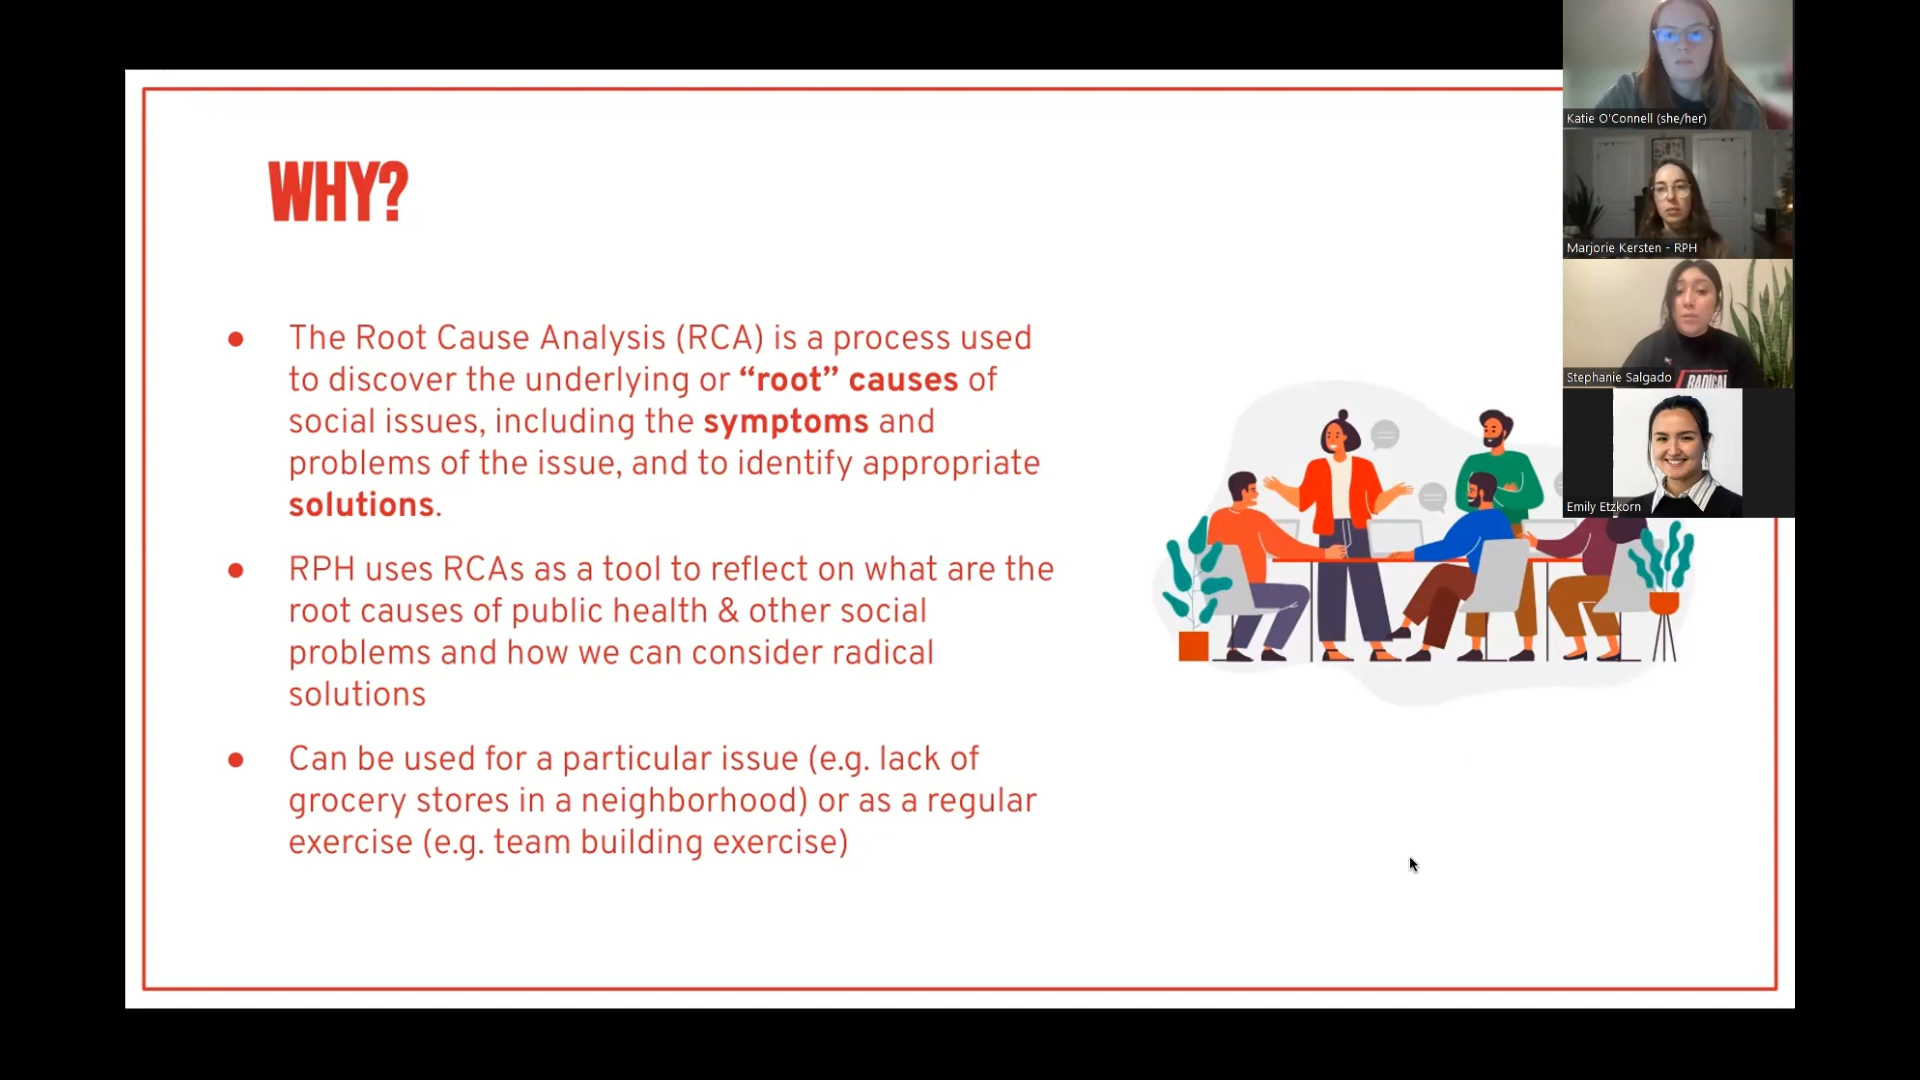 WHY?
● The Root Cause Analysis (RCA) is a process used
to discover the underlying or “root” causes of
social issues, including the symptoms and
problems of the issue, and to identify appropriate
solutions.
● RPH uses RCAs as a tool to reflect on what are the
root causes of public health & other social
problems and how we can consider radical
solutions
● Can be used for a particular issue (e.g. lack of
grocery stores in a neighborhood) or as a regular
exercise (e.g. team building exercise)
Katie O'Connell (she/her)
Marjorie Kersten - RPH
RADICAL
Stephanie Salgado
Emily Etzkorn